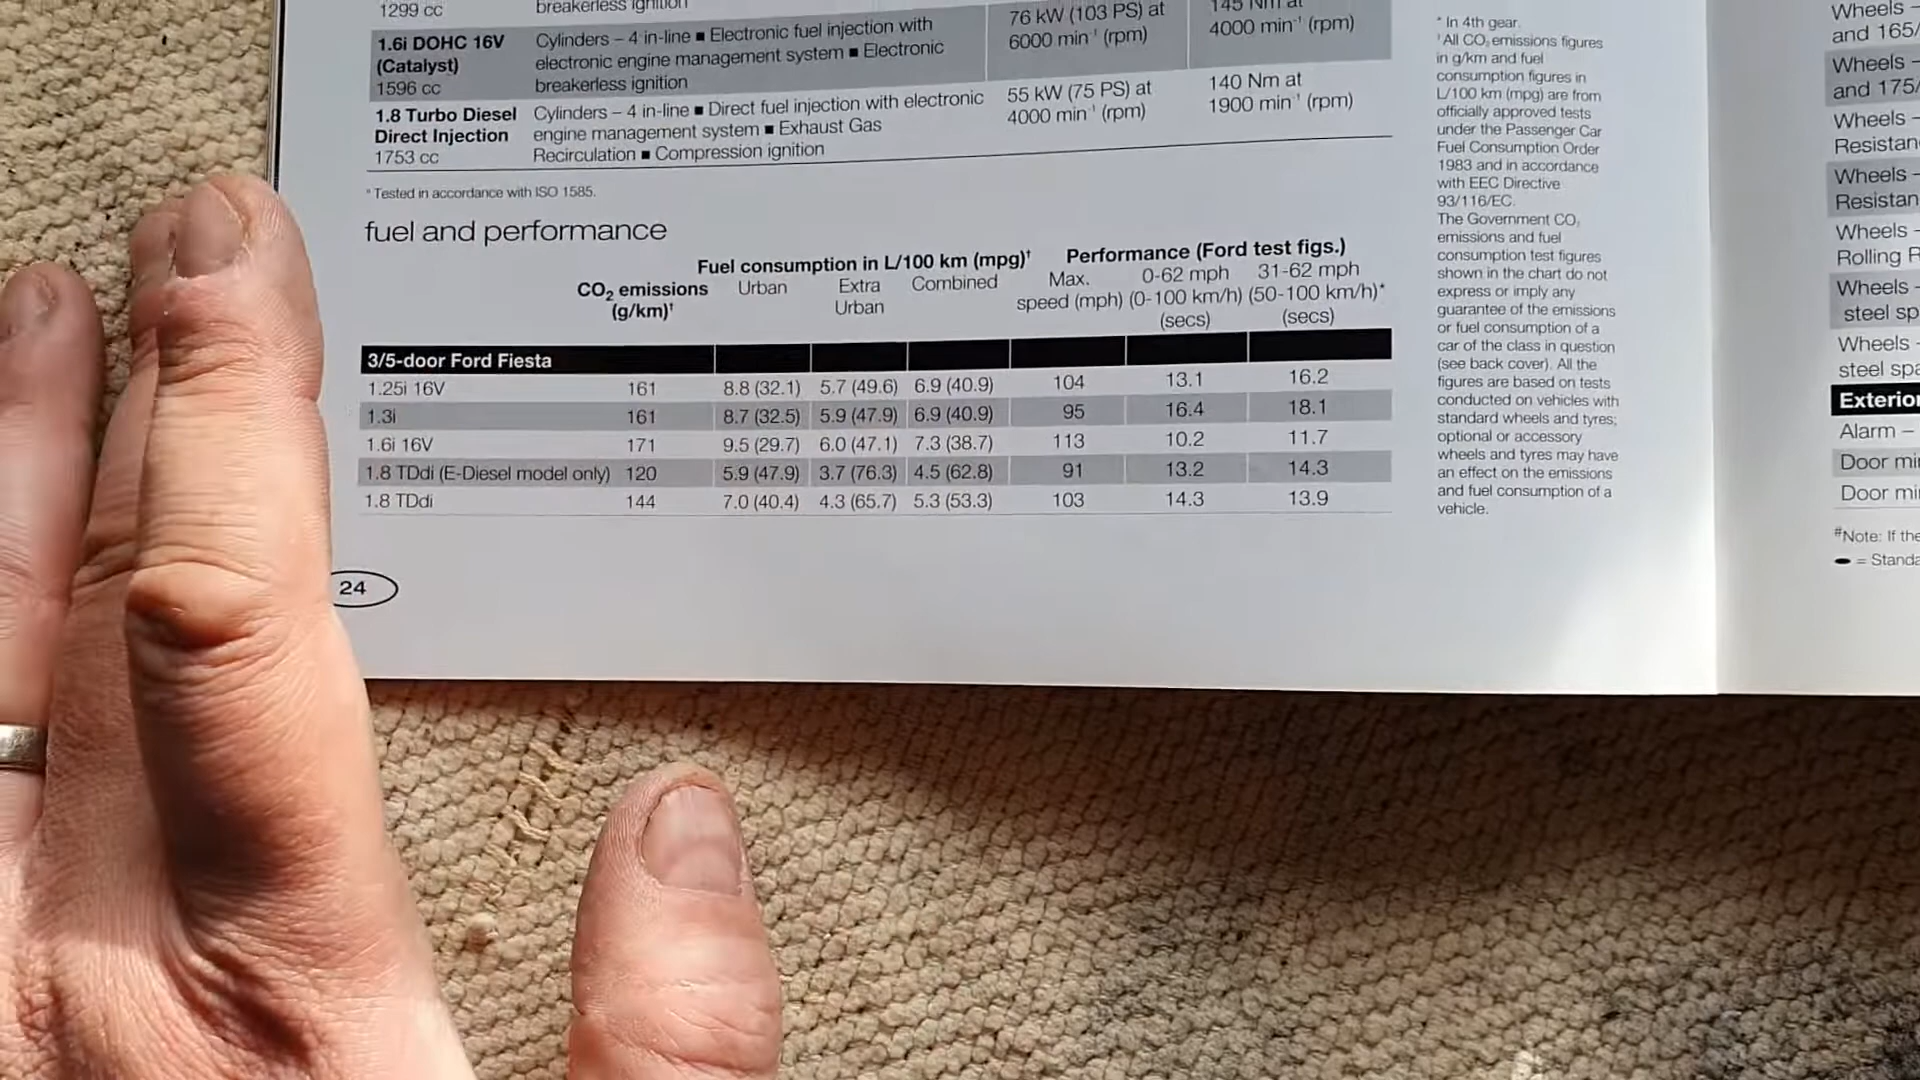 1299 cc
breakerless ignition
1.6i DOHC 16V
(Catalyst)
1596 cc
Cylinders – 4 in-line ■ Electronic fuel injection with
electronic engine management system ■ Electronic
breakerless ignition
76 kW (103 PS) at
6000 min⁻¹ (rpm)
145 Nm at
4000 min⁻¹ (rpm)
1.8 Turbo Diesel
Direct Injection
1753 cc
Cylinders – 4 in-line ■ Direct fuel injection with electronic
engine management system ■ Exhaust Gas
Recirculation ■ Compression ignition
55 kW (75 PS) at
4000 min⁻¹ (rpm)
140 Nm at
1900 min⁻¹ (rpm)
* Tested in accordance with ISO 1585.
fuel and performance
Fuel consumption in L/100 km (mpg)† Performance (Ford test figs.)
CO₂ emissions
(g/km)†
Urban
Extra
Urban
Combined
Max.
speed (mph)
0-62 mph
(0-100 km/h)
(secs)
31-62 mph
(50-100 km/h)*
(secs)
3/5-door Ford Fiesta
1.25i 16V 161 8.8 (32.1) 5.7 (49.6) 6.9 (40.9) 104 13.1 16.2
1.3i 161 8.7 (32.5) 5.9 (47.9) 6.9 (40.9) 95 16.4 18.1
1.6i 16V 171 9.5 (29.7) 6.0 (47.1) 7.3 (38.7) 113 10.2 11.7
1.8 TDdi (E-Diesel model only) 120 5.9 (47.9) 3.7 (76.3) 4.5 (62.8) 91 13.2 14.3
1.8 TDdi 144 7.0 (40.4) 4.3 (65.7) 5.3 (53.3) 103 14.3 13.9
24
* In 4th gear.
†All CO₂ emissions figures
in g/km and fuel
consumption figures in
L/100 km (mpg) are from
officially approved tests
under the Passenger Car
Fuel Consumption Order
1983 and in accordance
with EEC Directive
93/116/EC.
The Government CO₂
emissions and fuel
consumption test figures
shown in the chart do not
express or imply any
guarantee of the emissions
or fuel consumption of a
car of the class in question
(see back cover). All the
figures are based on tests
conducted on vehicles with
standard wheels and tyres;
optional or accessory
wheels and tyres may have
an effect on the emissions
and fuel consumption of a
vehicle.
Wheels –
and 165/
Wheels –
and 175/
Wheels –
Resistan
Wheels –
Resistan
Wheels –
Rolling R
Wheels –
steel sp
Wheels –
steel spa
Exterior
Alarm –
Door mir
Door mir
#Note: If the
= Standa